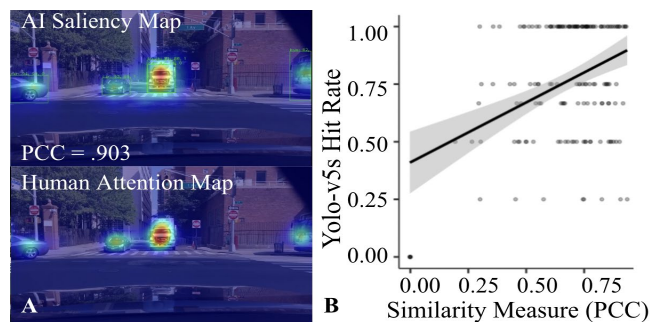 AI Saliency Map
PCC = .903
Human Attention Map
A
Yolo-v5s Hit Rate
1.00
0.75
0.50
0.25
0.00
0.00
0.25
0.50
0.75
Similarity Measure (PCC)
B